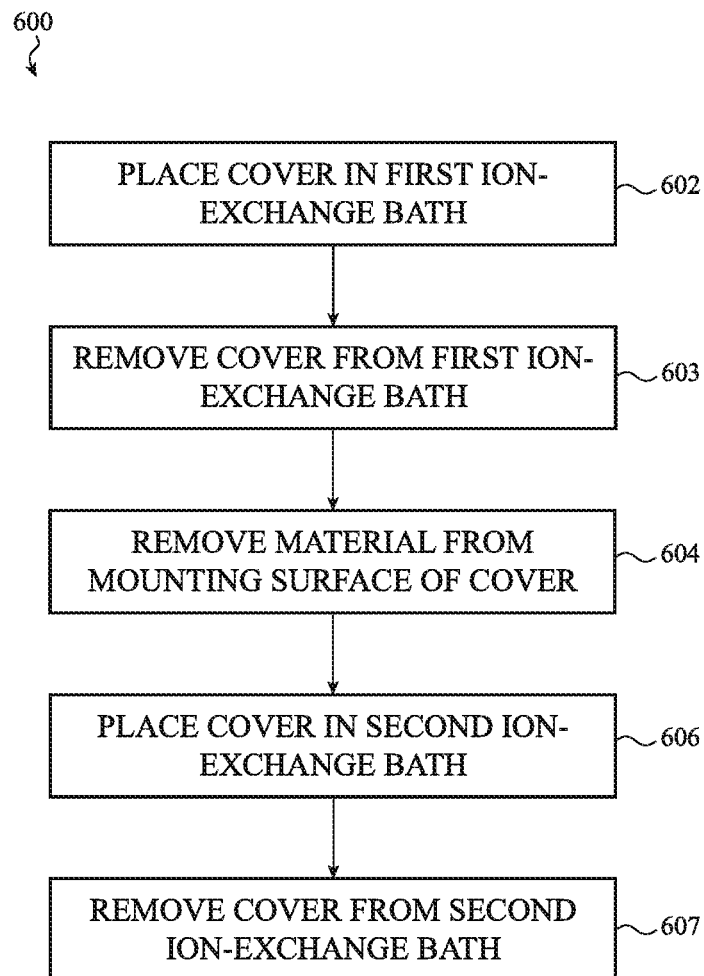 600
PLACE COVER IN FIRST ION-
EXCHANGE BATH
602
REMOVE COVER FROM FIRST ION-
EXCHANGE BATH
603
REMOVE MATERIAL FROM
MOUNTING SURFACE OF COVER
604
PLACE COVER IN SECOND ION-
EXCHANGE BATH
606
REMOVE COVER FROM SECOND
ION-EXCHANGE BATH
607